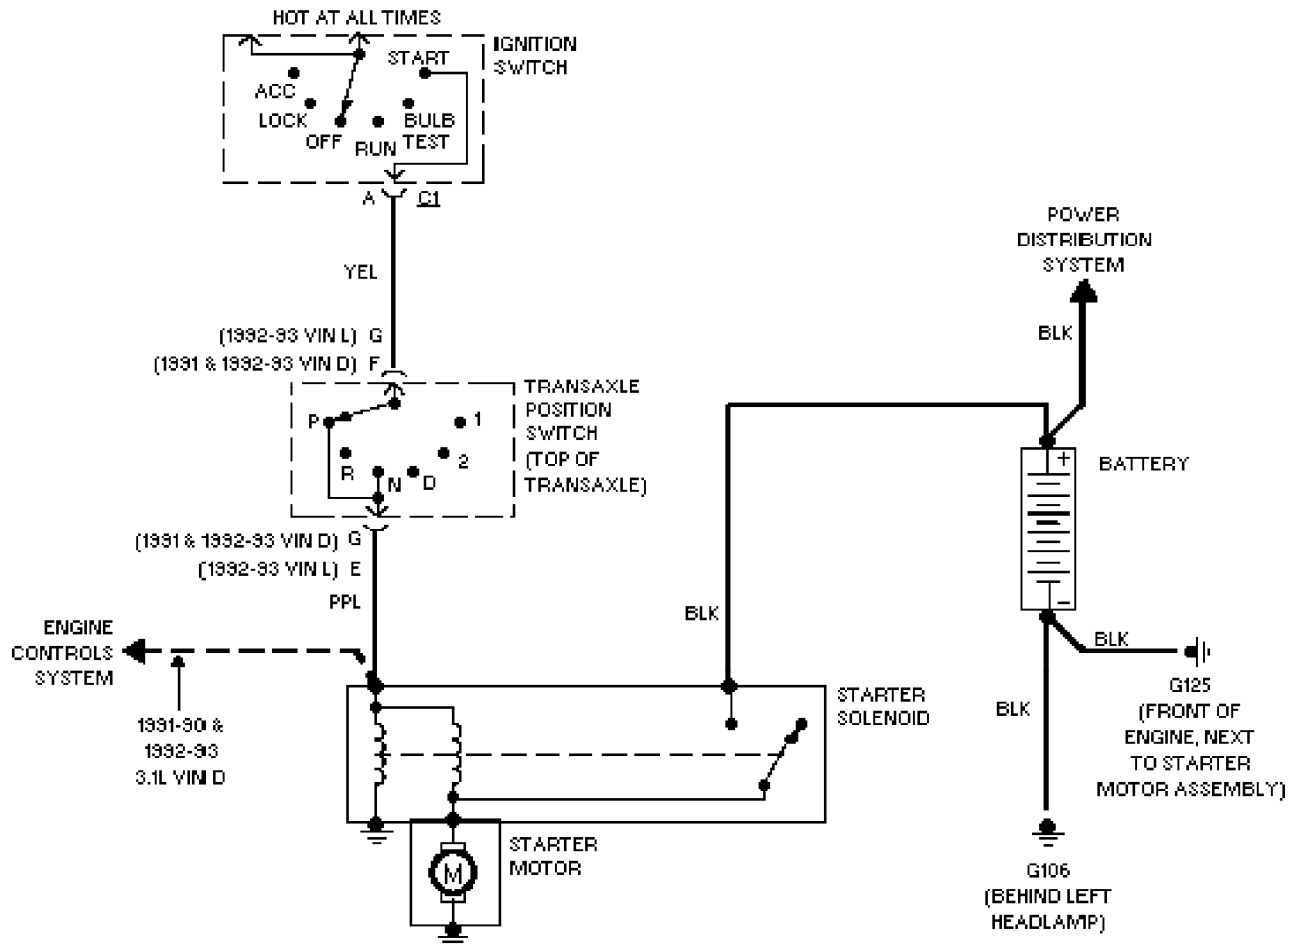 HOT AT ALL TIMES
IGNITION
SWITCH
START
ACC
LOCK
OFF
RUN
BULB
TEST
A
C1
YEL
(1992-93 VIN L) G
(1991 & 1992-93 VIN D) F
TRANSAXLE
POSITION
SWITCH
(TOP OF
TRANSAXLE)
P
R
N
D
2
1
(1991 & 1992-93 VIN D) G
(1992-93 VIN L) E
PPL
ENGINE
CONTROLS
SYSTEM
1991-90 &
1992-93
3.1L VIN D
POWER
DISTRIBUTION
SYSTEM
BLK
+
BATTERY
−
BLK
BLK
G125
(FRONT OF
ENGINE, NEXT
TO STARTER
MOTOR ASSEMBLY)
BLK
G106
(BEHIND LEFT
HEADLAMP)
STARTER
SOLENOID
STARTER
MOTOR
M